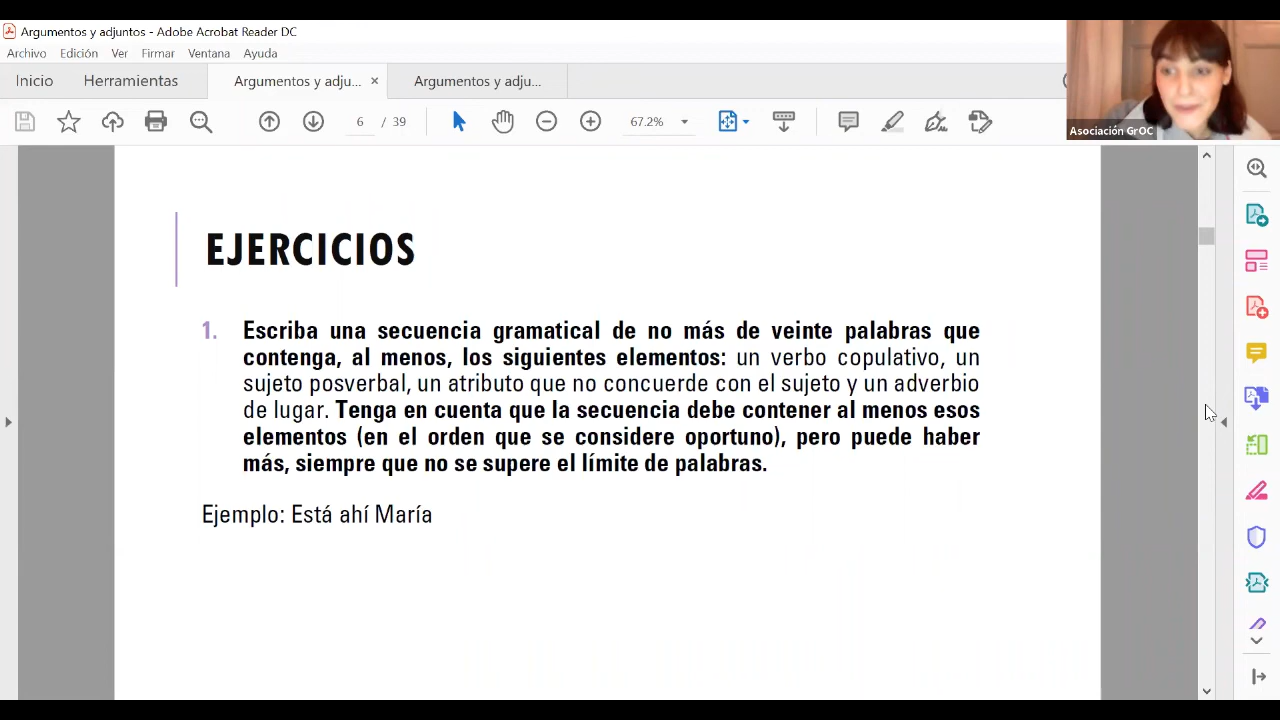 Argumentos y adjuntos - Adobe Acrobat Reader DC
Archivo Edición Ver Firmar Ventana Ayuda
Inicio Herramientas Argumentos y adju... × Argumentos y adju...
6 / 39 67.2%
Asociación GrOC
EJERCICIOS
1. Escriba una secuencia gramatical de no más de veinte palabras que
contenga, al menos, los siguientes elementos: un verbo copulativo, un
sujeto posverbal, un atributo que no concuerde con el sujeto y un adverbio
de lugar. Tenga en cuenta que la secuencia debe contener al menos esos
elementos (en el orden que se considere oportuno), pero puede haber
más, siempre que no se supere el límite de palabras.
Ejemplo: Está ahí María